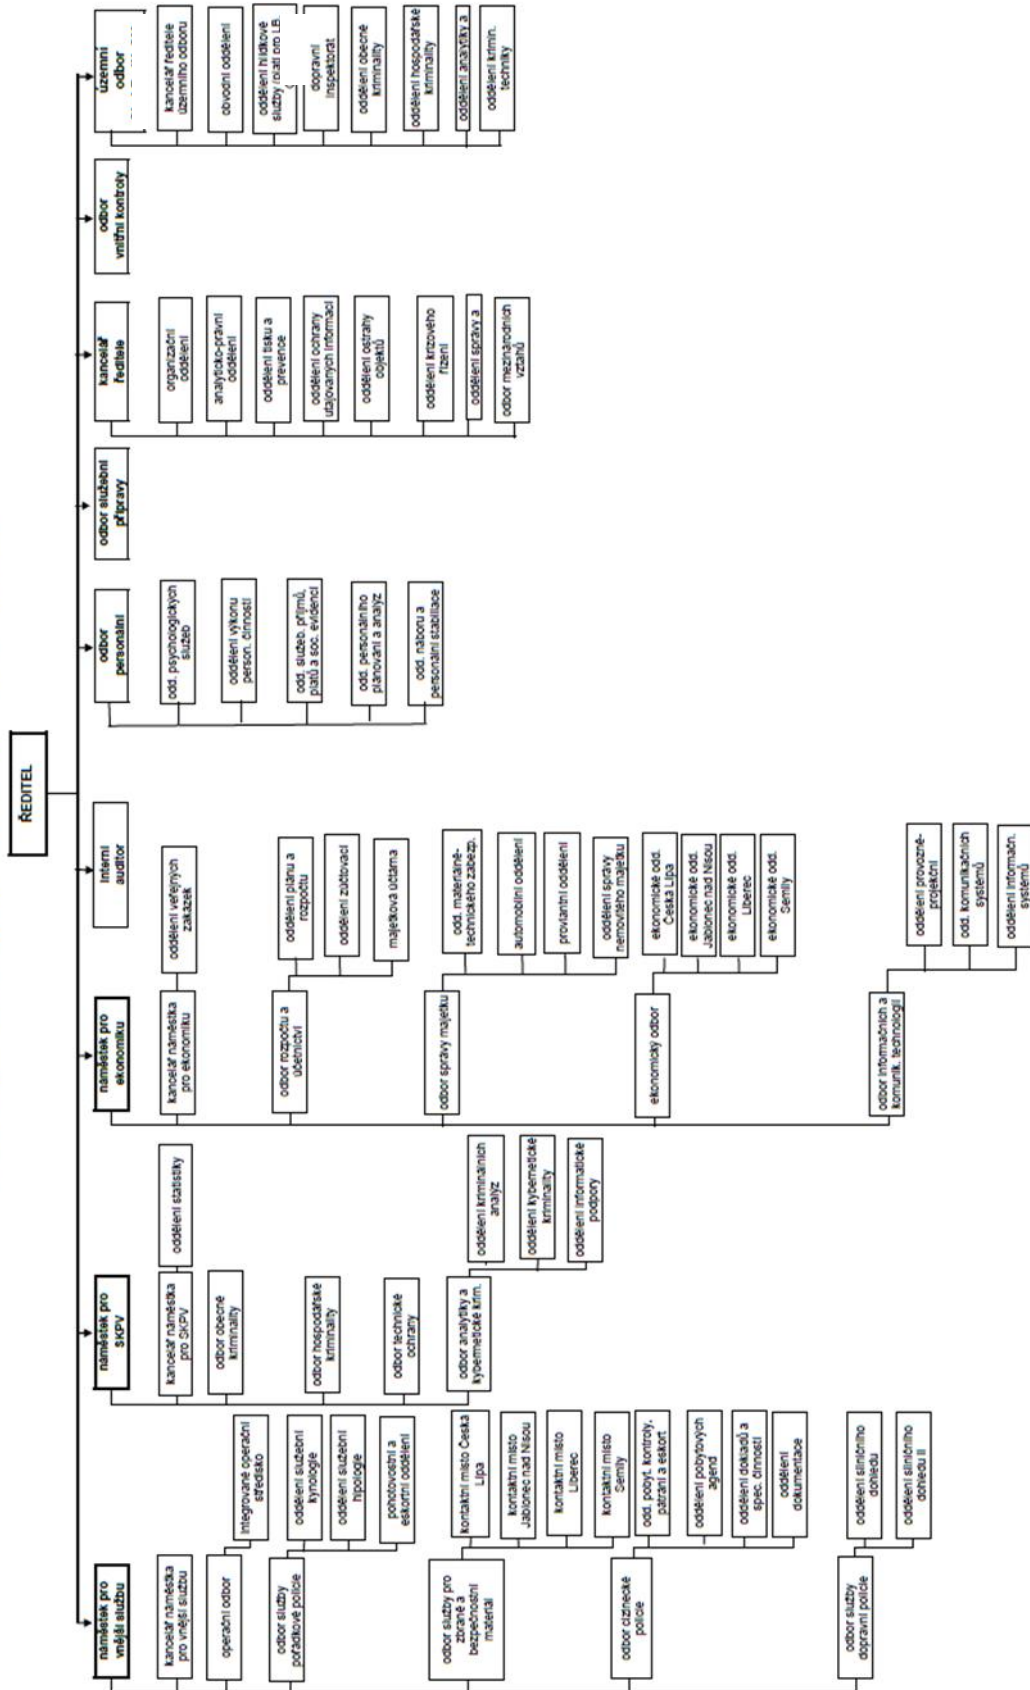 ŘEDITEL
náměstek pro
vnější službu
kancelář náměstka
pro vnější službu
operační odbor
integrované operační
středisko
odbor služby
pořádkové policie
oddělení služební
kynologie
oddělení služební
hipologie
pohotovostní a
eskortní oddělení
odbor služby pro
zbraně a
bezpečnostní
materiál
kontaktní místo Česká
Lípa
kontaktní místo
Jablonec nad Nisou
kontaktní místo
Liberec
kontaktní místo
Semily
odbor cizinecké
policie
odd. pobyt. kontroly,
pátrání a eskort
oddělení pobytových
agend
oddělení dokladů a
spec. činností
oddělení
dokumentace
odbor služby
dopravní policie
oddělení silničního
dohledu
oddělení silničního
dohledu II
náměstek pro
SKPV
kancelář náměstka
pro SKPV
oddělení statistiky
odbor obecné
kriminality
odbor hospodářské
kriminality
odbor technické
ochrany
odbor analytiky a
kybernetické krim.
oddělení kriminálních
analýz
oddělení kybernetické
kriminality
oddělení informatické
podpory
náměstek pro
ekonomiku
kancelář náměstka
pro ekonomiku
oddělení veřejných
zakázek
odbor rozpočtu a
účetnictví
oddělení plánu a
rozpočtu
oddělení zúčtovací
majetková účtárna
odbor správy majetku
odd. materiálně-
technického zabezp.
automobilní oddělení
proviantní oddělení
oddělení správy
nemovitého majetku
ekonomický odbor
ekonomické odd.
Česká Lípa
ekonomické odd.
Jablonec nad Nisou
ekonomické odd.
Liberec
ekonomické odd.
Semily
odbor informačních a
komunik. technologií
oddělení provozně-
projekční
odd. komunikačních
systémů
oddělení informačn.
systémů
Interní
auditor
odbor
personální
odd. psychologických
služeb
oddělení výkonu
person. činností
odd. služeb. příjmů,
platů a soc. evidencí
odd. personálního
plánování a analýz
odd. náboru a
personální stabiliace
odbor služební
přípravy
kancelář
ředitele
organizační
oddělení
analyticko-právní
oddělení
oddělení tisku a
prevence
oddělení ochrany
utajovaných informací
oddělení ostrahy
objektů
oddělení krizového
řízení
oddělení správy a
odbor mezinárodních
vztahů
odbor
vnitřní kontroly
územní
odbor
kancelář ředitele
územního odboru
obvodní oddělení
oddělení hlídkové
služby (platí pro LB,
dopravní
inspektorát
oddělení obecné
kriminality
oddělení hospodářské
kriminality
oddělení analytiky a
oddělení krimin.
techniky